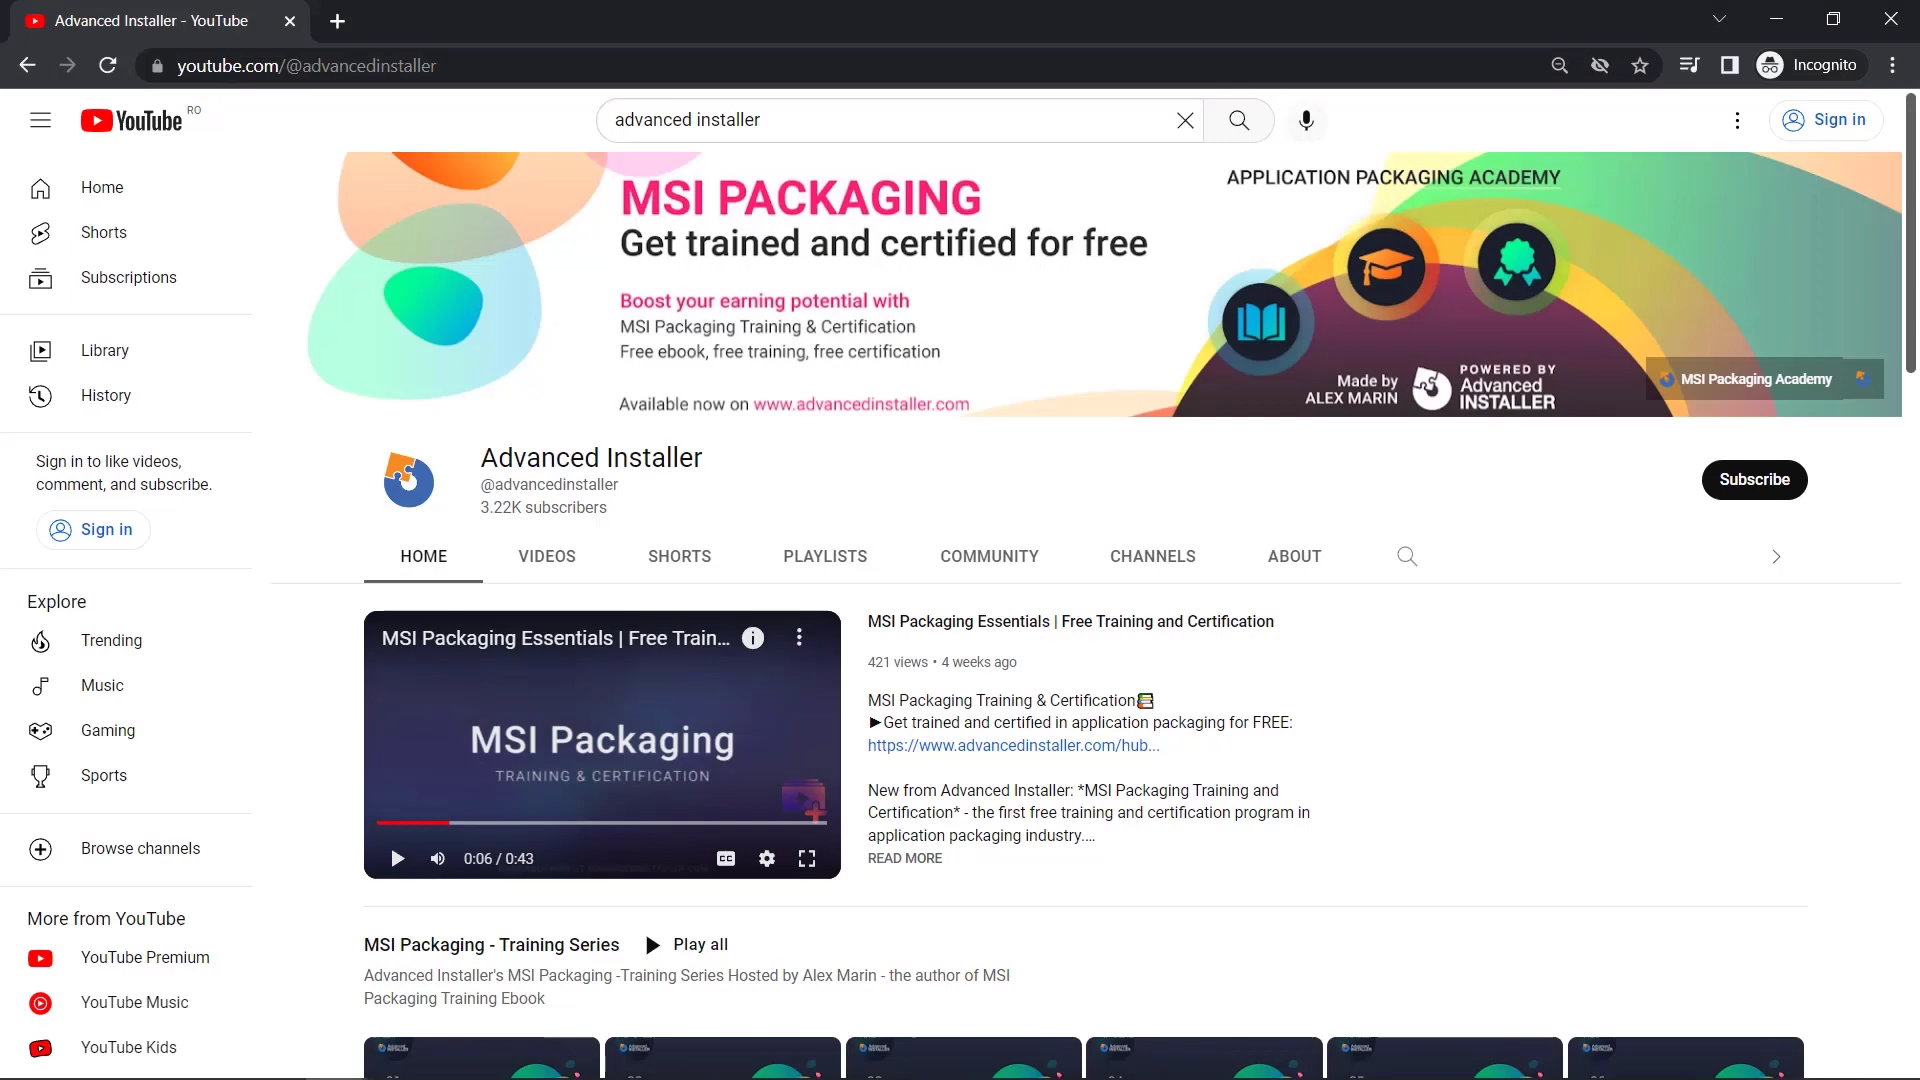 Advanced Installer - YouTube
youtube.com/@advancedinstaller
Incognito
YouTube RO
advanced installer
Sign in
Home
Shorts
Subscriptions
Library
History
Sign in to like videos,
comment, and subscribe.
Sign in
Explore
Trending
Music
Gaming
Sports
Browse channels
More from YouTube
YouTube Premium
YouTube Music
YouTube Kids
MSI PACKAGING
Get trained and certified for free
Boost your earning potential with
MSI Packaging Training & Certification
Free ebook, free training, free certification
Available now on www.advancedinstaller.com
APPLICATION PACKAGING ACADEMY
Made by
ALEX MARIN
POWERED BY
Advanced
INSTALLER
MSI Packaging Academy
Advanced Installer
@advancedinstaller
3.22K subscribers
Subscribe
HOME
VIDEOS
SHORTS
PLAYLISTS
COMMUNITY
CHANNELS
ABOUT
MSI Packaging Essentials | Free Train...
MSI Packaging
TRAINING & CERTIFICATION
0:06 / 0:43
CC
MSI Packaging Essentials | Free Training and Certification
421 views • 4 weeks ago
MSI Packaging Training & Certification📚
▶Get trained and certified in application packaging for FREE:
https://www.advancedinstaller.com/hub...
New from Advanced Installer: *MSI Packaging Training and
Certification* - the first free training and certification program in
application packaging industry....
READ MORE
MSI Packaging - Training Series
Play all
Advanced Installer's MSI Packaging -Training Series Hosted by Alex Marin - the author of MSI
Packaging Training Ebook